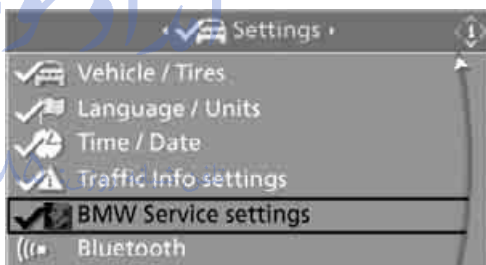 Settings
Vehicle / Tires
Language / Units
Time / Date
Traffic Info settings
BMW Service settings
Bluetooth